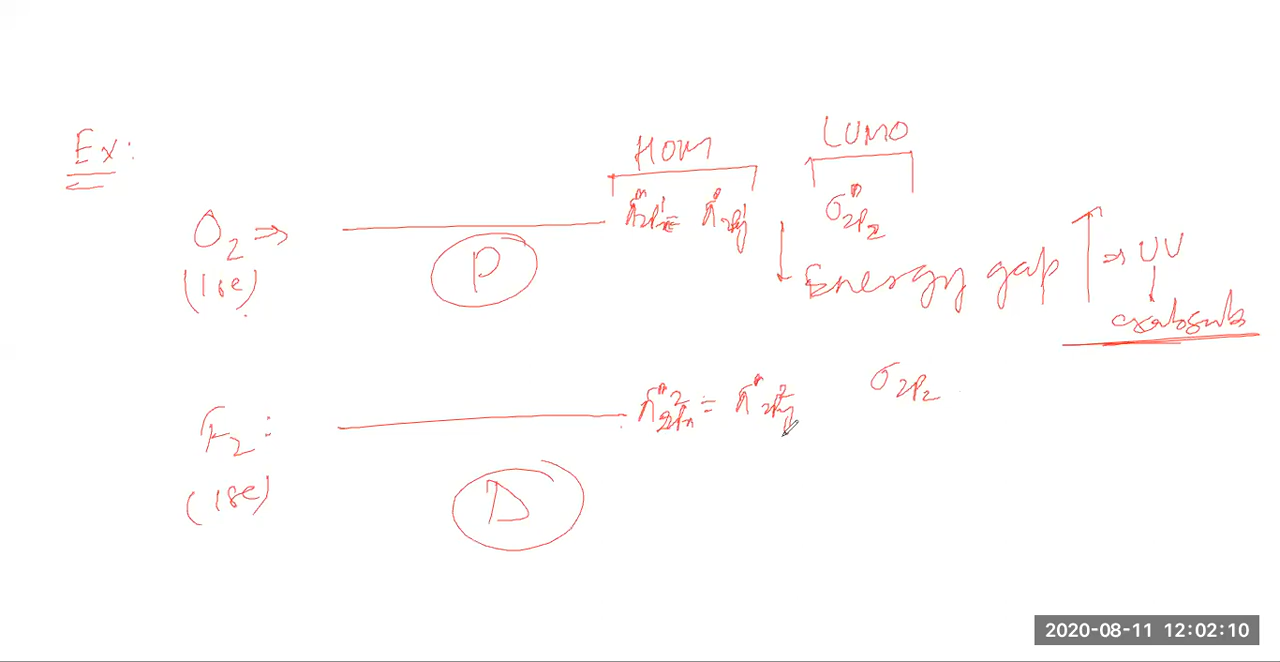 Ex:
HOM LUMO
O₂ ⇒ π*2px¹ = π*2py¹ σ*2pz
(18e) P Energy gap ↑ → UV
F₂: π*2px² = π*2py² σ2pz
(18e) D
2020-08-11 12:02:10